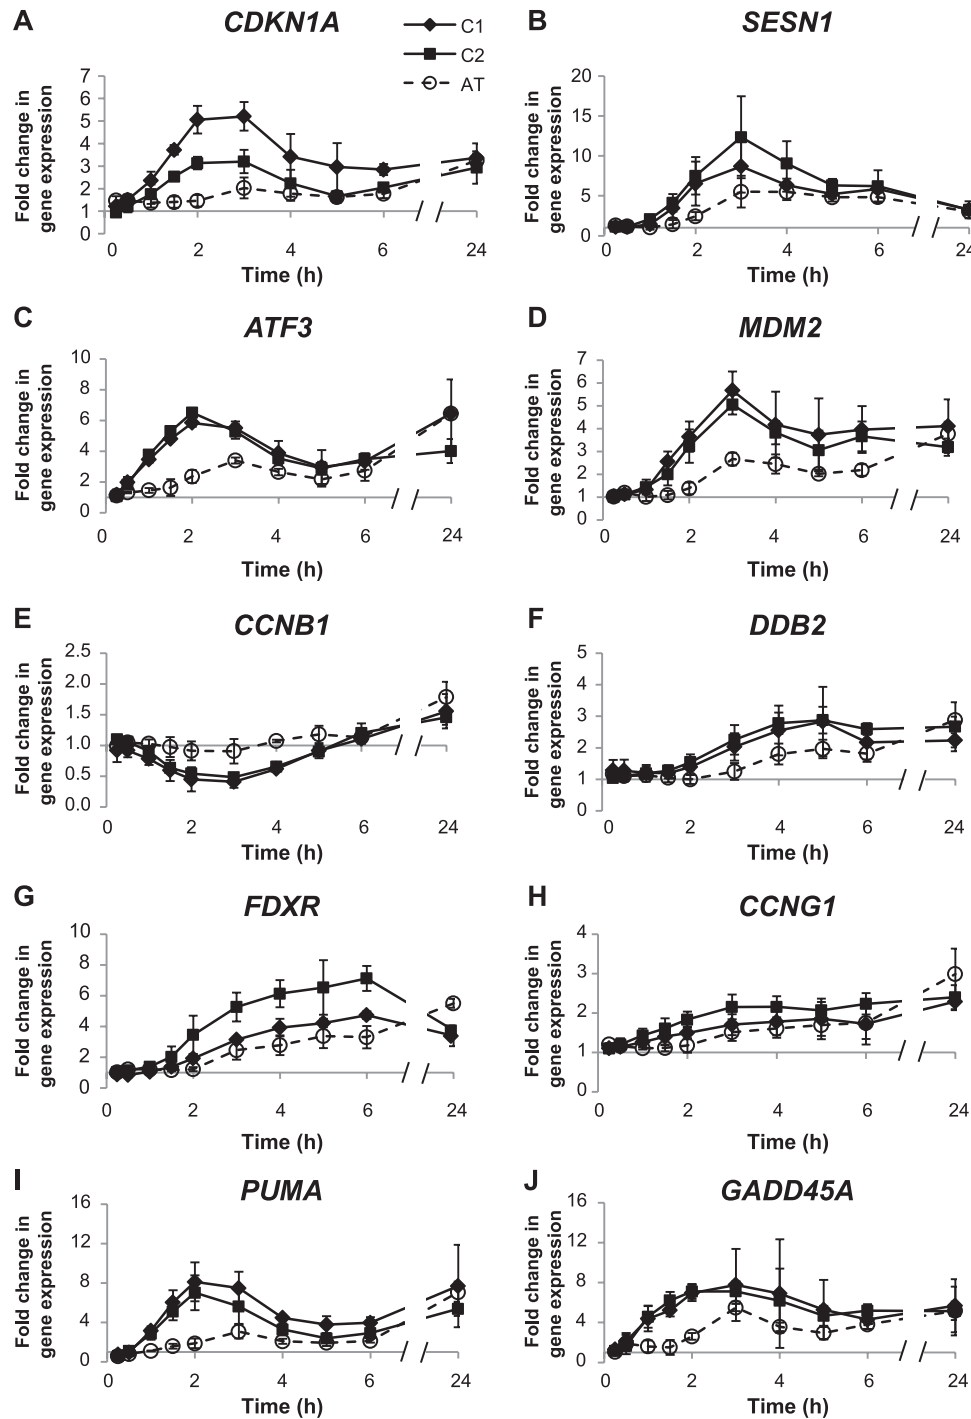 A
CDKN1A
C1
C2
AT
Fold change in
gene expression
7
6
5
4
3
2
1
0
0
2
4
6
24
Time (h)
B
SESN1
Fold change in
gene expression
20
15
10
5
0
0
2
4
6
24
Time (h)
C
ATF3
Fold change in
gene expression
10
8
6
4
2
0
0
2
4
6
24
Time (h)
D
MDM2
Fold change in
gene expression
7
6
5
4
3
2
1
0
0
2
4
6
24
Time (h)
E
CCNB1
Fold change in
gene expression
2.5
2.0
1.5
1.0
0.5
0.0
0
2
4
6
24
Time (h)
F
DDB2
Fold change in
gene expression
5
4
3
2
1
0
0
2
4
6
24
Time (h)
G
FDXR
Fold change in
gene expression
10
8
6
4
2
0
0
2
4
6
24
Time (h)
H
CCNG1
Fold change in
gene expression
4
3
2
1
0
0
2
4
6
24
Time (h)
I
PUMA
Fold change in
gene expression
16
12
8
4
0
0
2
4
6
24
Time (h)
J
GADD45A
Fold change in
gene expression
16
12
8
4
0
0
2
4
6
24
Time (h)